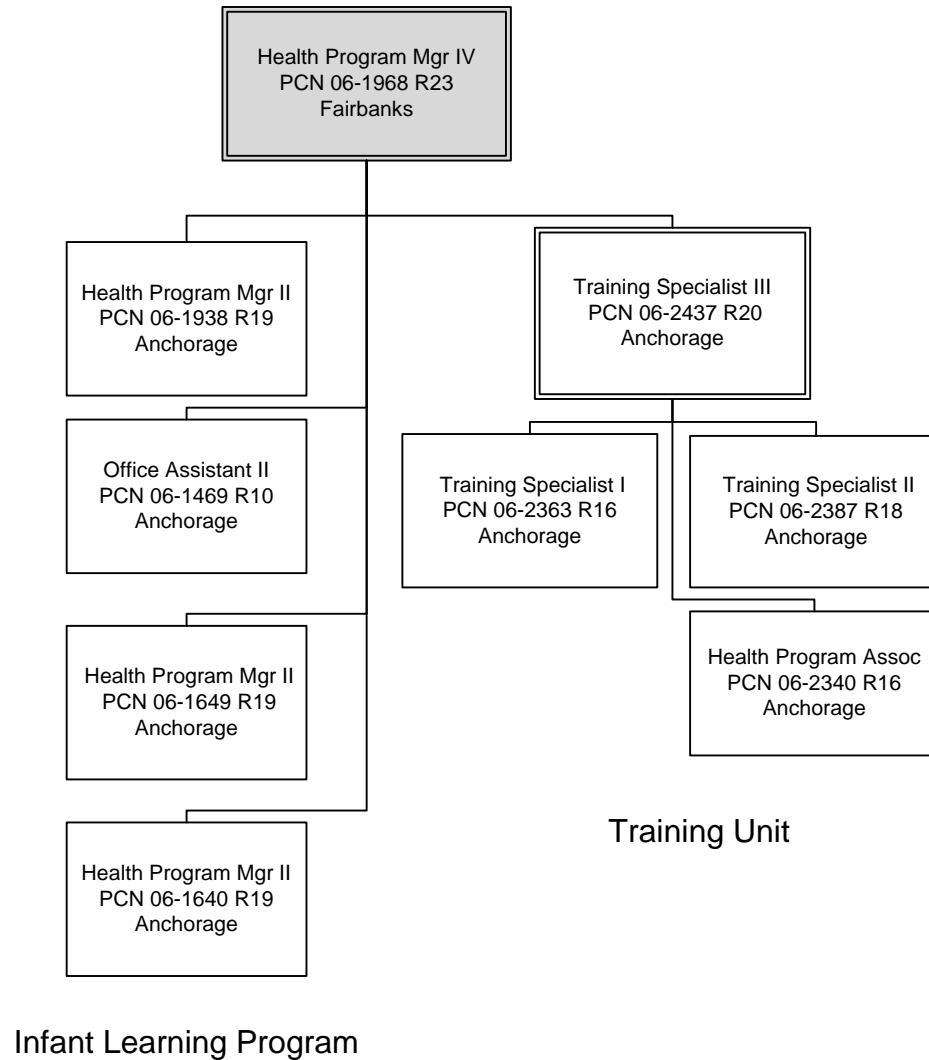 Health Program Mgr IV
PCN 06-1968 R23
Fairbanks
Health Program Mgr II
PCN 06-1938 R19
Anchorage
Office Assistant II
PCN 06-1469 R10
Anchorage
Health Program Mgr II
PCN 06-1649 R19
Anchorage
Health Program Mgr II
PCN 06-1640 R19
Anchorage
Infant Learning Program
Training Specialist III
PCN 06-2437 R20
Anchorage
Training Specialist I
PCN 06-2363 R16
Anchorage
Training Specialist II
PCN 06-2387 R18
Anchorage
Health Program Assoc
PCN 06-2340 R16
Anchorage
Training Unit